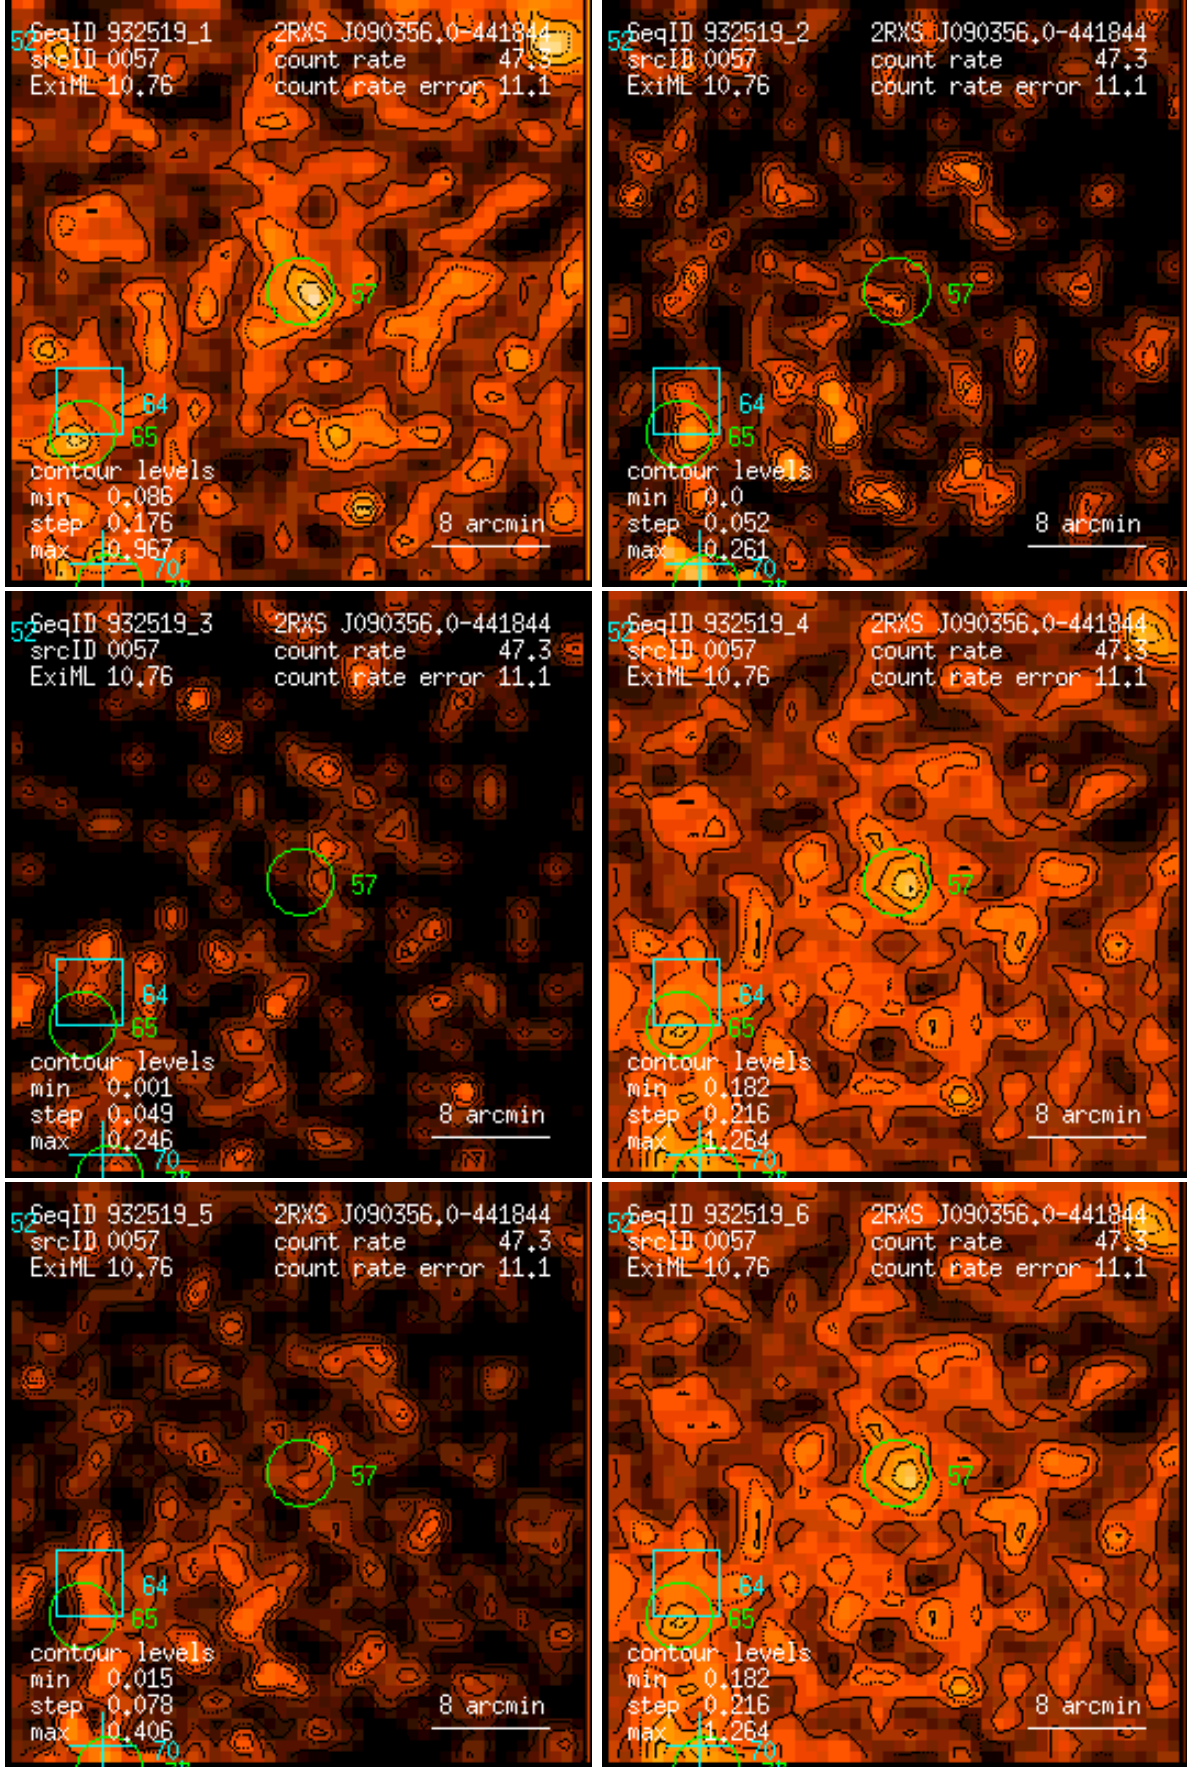 SeqID 932519_1 2RXS J090356.0-441844
52
srcID 0057 count rate 47.3
ExiML 10.76 count rate error 11.1
57
64
65
contour levels
min 0.086
step 0.176 8 arcmin
max 0.967
70
SeqID 932519_2 2RXS J090356.0-441844
52
srcID 0057 count rate 47.3
ExiML 10.76 count rate error 11.1
57
64
65
contour levels
min 0.0
step 0.052 8 arcmin
max 0.261
70
SeqID 932519_3 2RXS J090356.0-441844
52
srcID 0057 count rate 47.3
ExiML 10.76 count rate error 11.1
57
64
65
contour levels
min 0.001
step 0.049 8 arcmin
max 0.246
70
SeqID 932519_4 2RXS J090356.0-441844
52
srcID 0057 count rate 47.3
ExiML 10.76 count rate error 11.1
57
64
65
contour levels
min 0.182
step 0.216 8 arcmin
max 1.264
70
SeqID 932519_5 2RXS J090356.0-441844
52
srcID 0057 count rate 47.3
ExiML 10.76 count rate error 11.1
57
64
65
contour levels
min 0.015
step 0.078 8 arcmin
max 0.406
70
SeqID 932519_6 2RXS J090356.0-441844
52
srcID 0057 count rate 47.3
ExiML 10.76 count rate error 11.1
57
64
65
contour levels
min 0.182
step 0.216 8 arcmin
max 1.264
70